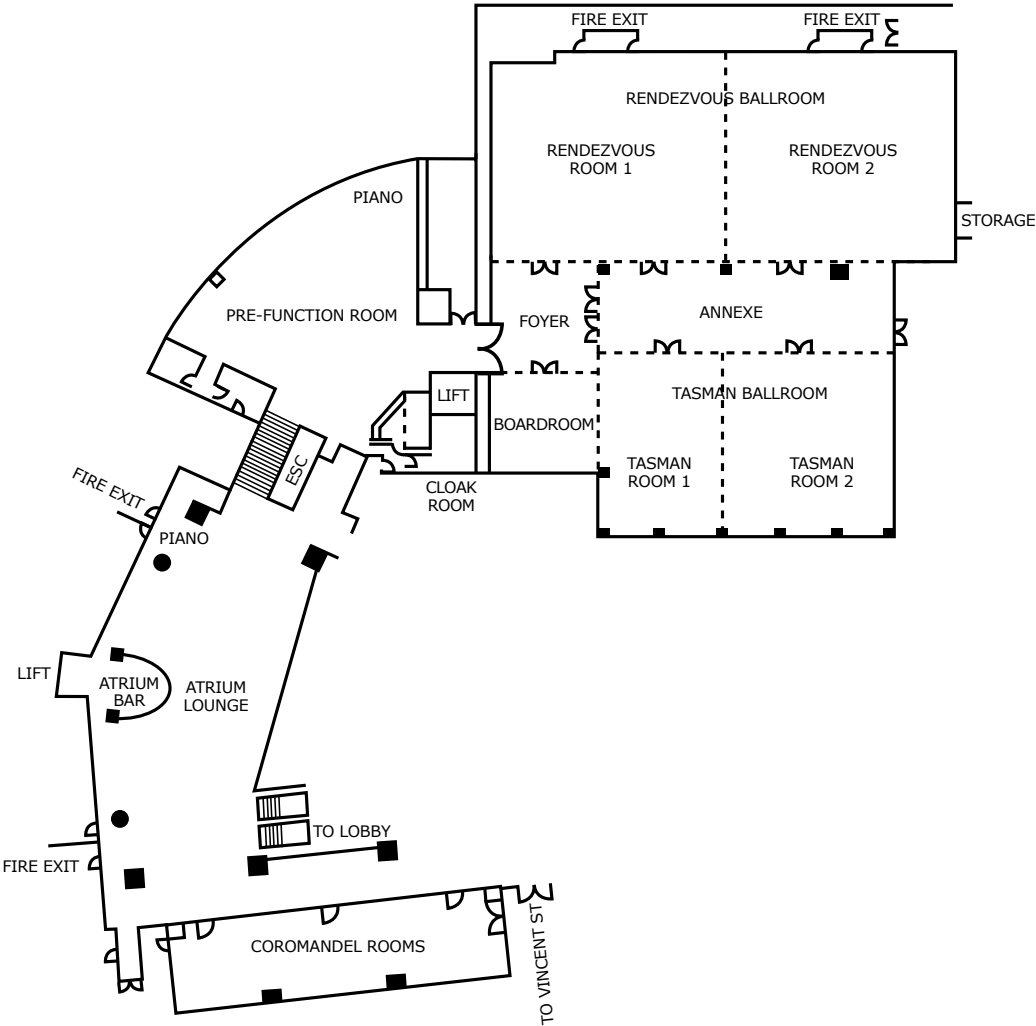 FIRE EXIT
FIRE EXIT
RENDEZVOUS BALLROOM
RENDEZVOUS
ROOM 1
RENDEZVOUS
ROOM 2
PIANO
STORAGE
PRE-FUNCTION ROOM
FOYER
ANNEXE
LIFT
TASMAN BALLROOM
BOARDROOM
TASMAN
ROOM 1
TASMAN
ROOM 2
ESC
CLOAK
ROOM
FIRE EXIT
PIANO
LIFT
ATRIUM
BAR
ATRIUM
LOUNGE
TO LOBBY
FIRE EXIT
COROMANDEL ROOMS
TO VINCENT ST